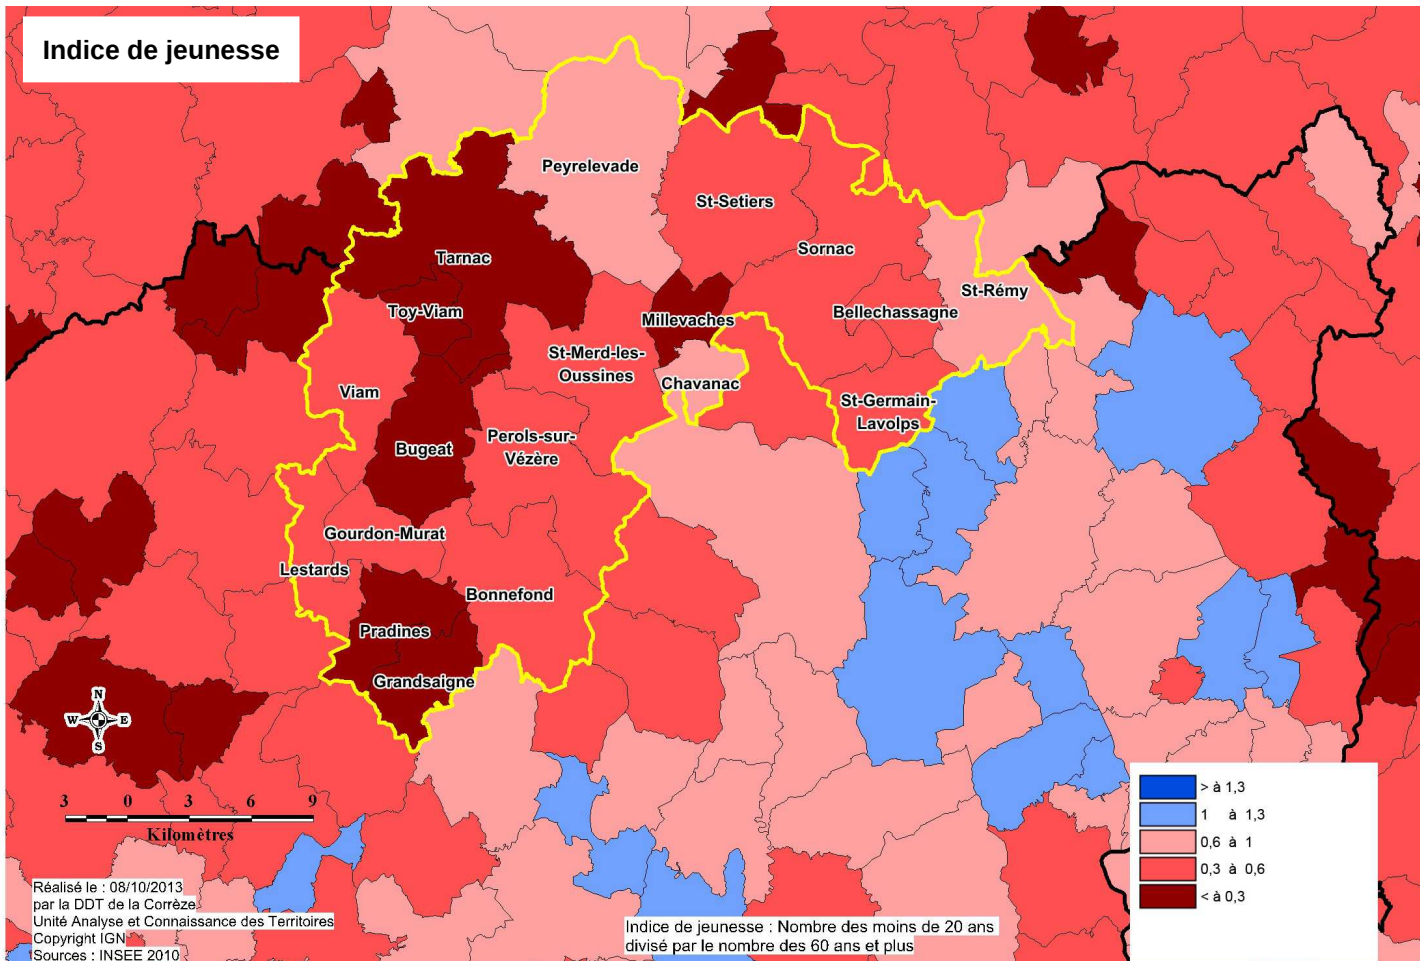 Indice de jeunesse
Peyrelevade
St-Setiers
Sornac
Tarnac
St-Rémy
Toy-Viam
Millevaches
Bellechassagne
St-Merd-les-
Oussines
Viam
Chavanac
St-Germain-
Lavolps
Bugeat
Perols-sur-
Vézère
Gourdon-Murat
Lestards
Bonnefond
Pradines
Grandsaigne
N
W E
S
3 0 3 6 9
Kilomètres
> à 1,3
1 à 1,3
0,6 à 1
0,3 à 0,6
< à 0,3
Réalisé le : 08/10/2013
par la DDT de la Corrèze
Unité Analyse et Connaissance des Territoires
Copyright IGN
Sources : INSEE 2010
Indice de jeunesse : Nombre des moins de 20 ans
divisé par le nombre des 60 ans et plus